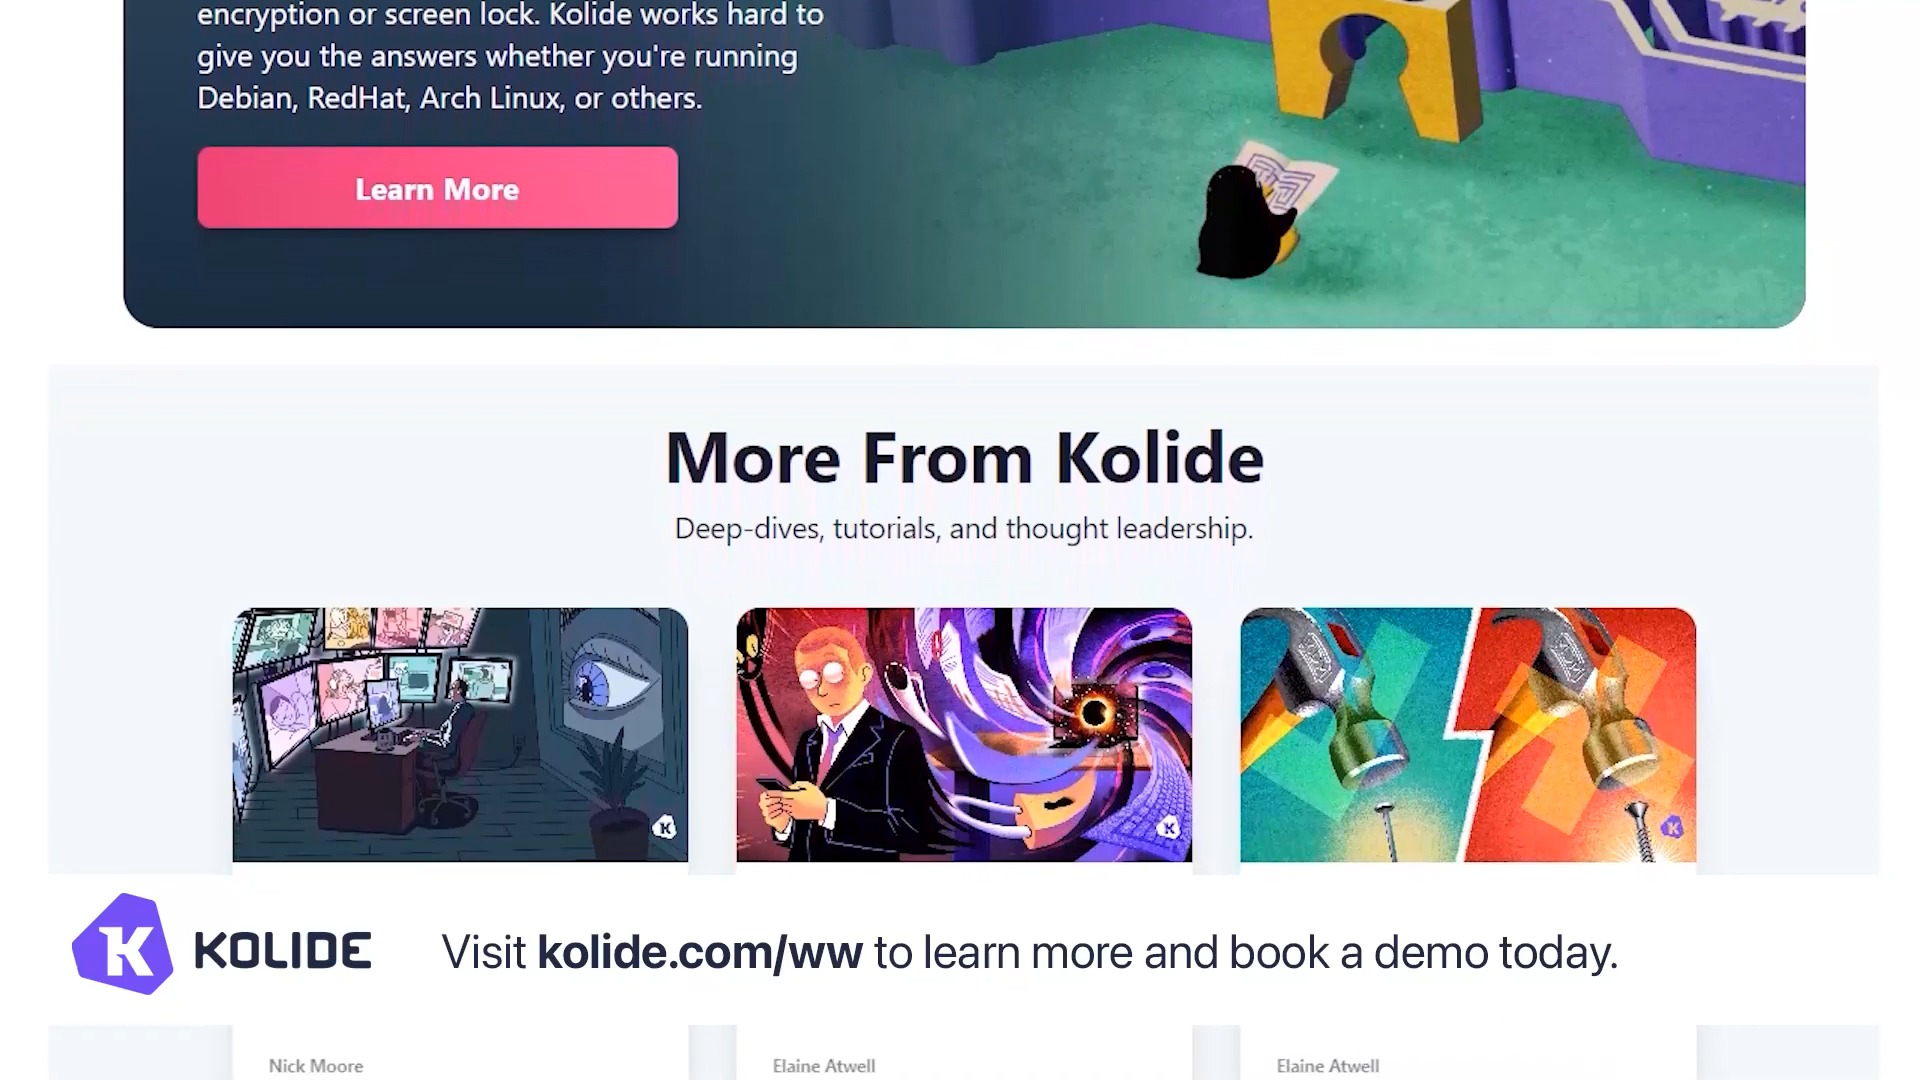 encryption or screen lock. Kolide works hard to
give you the answers whether you're running
Debian, RedHat, Arch Linux, or others.
Learn More
More From Kolide
Deep-dives, tutorials, and thought leadership.
K
K
K
K KOLIDE Visit kolide.com/ww to learn more and book a demo today.
Nick Moore
Elaine Atwell
Elaine Atwell